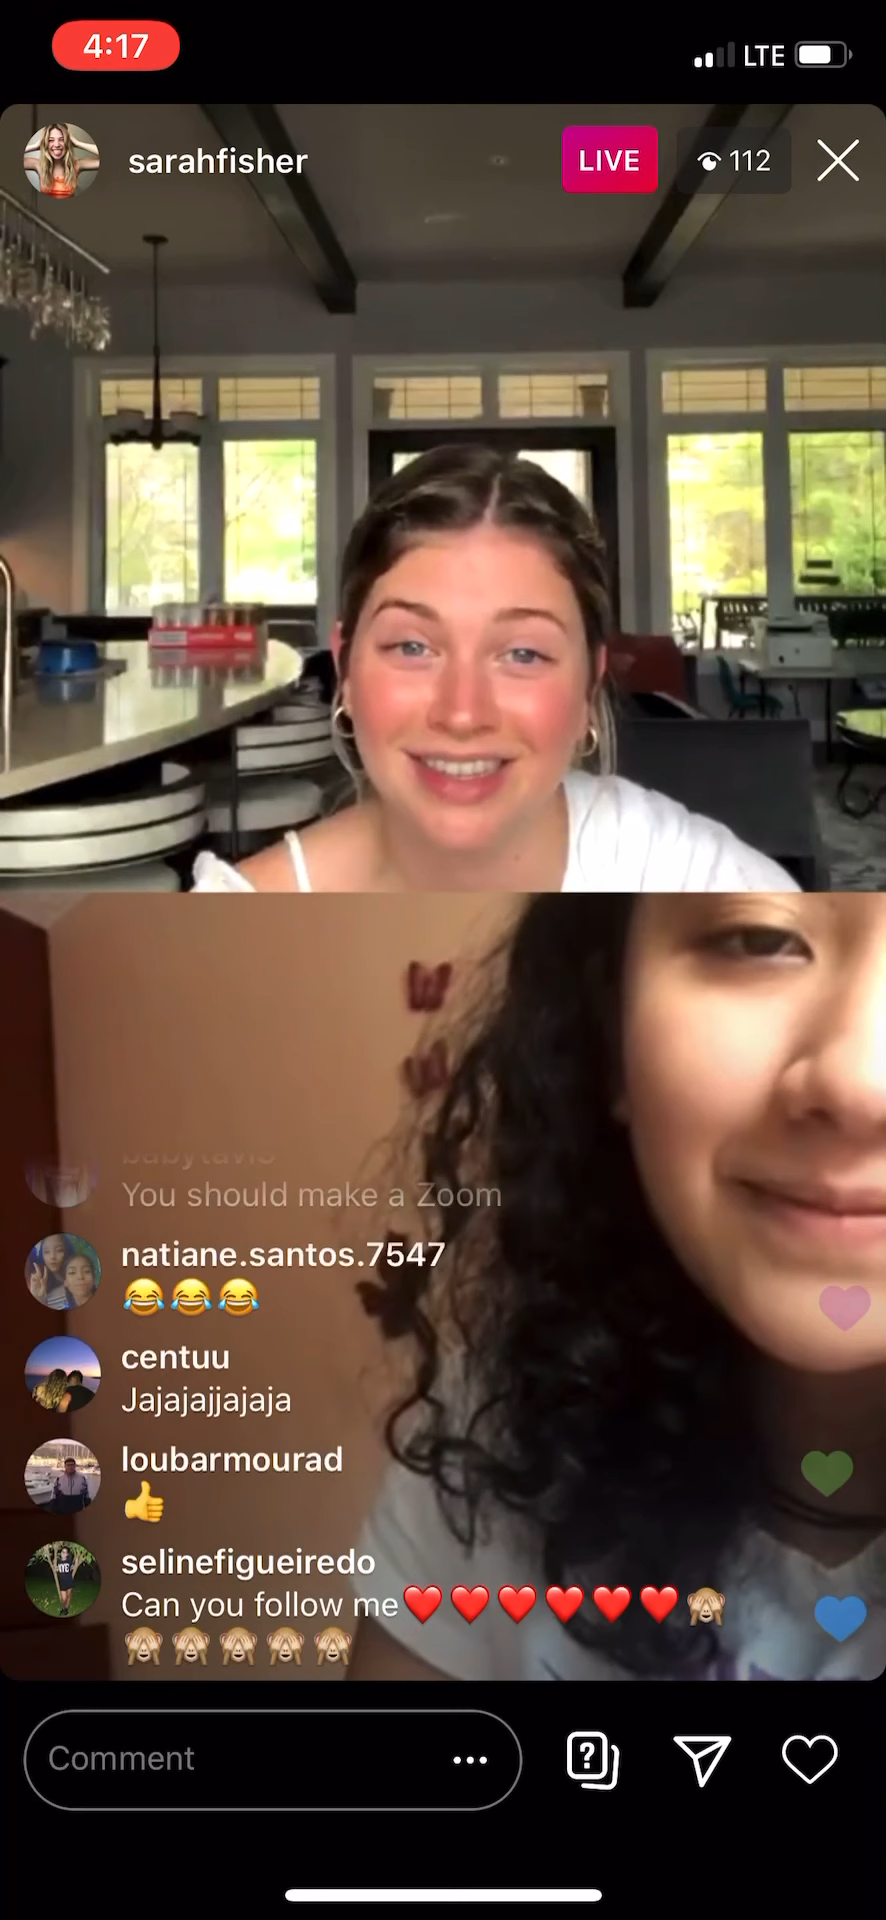 4:17
LTE
sarahfisher
LIVE
112
You should make a Zoom
natiane.santos.7547
😂😂😂
centuu
Jajajajjajaja
loubarmourad
👍
selinefigueiredo
Can you follow me❤️❤️❤️❤️❤️❤️🙈
🙈🙈🙈🙈🙈
Comment